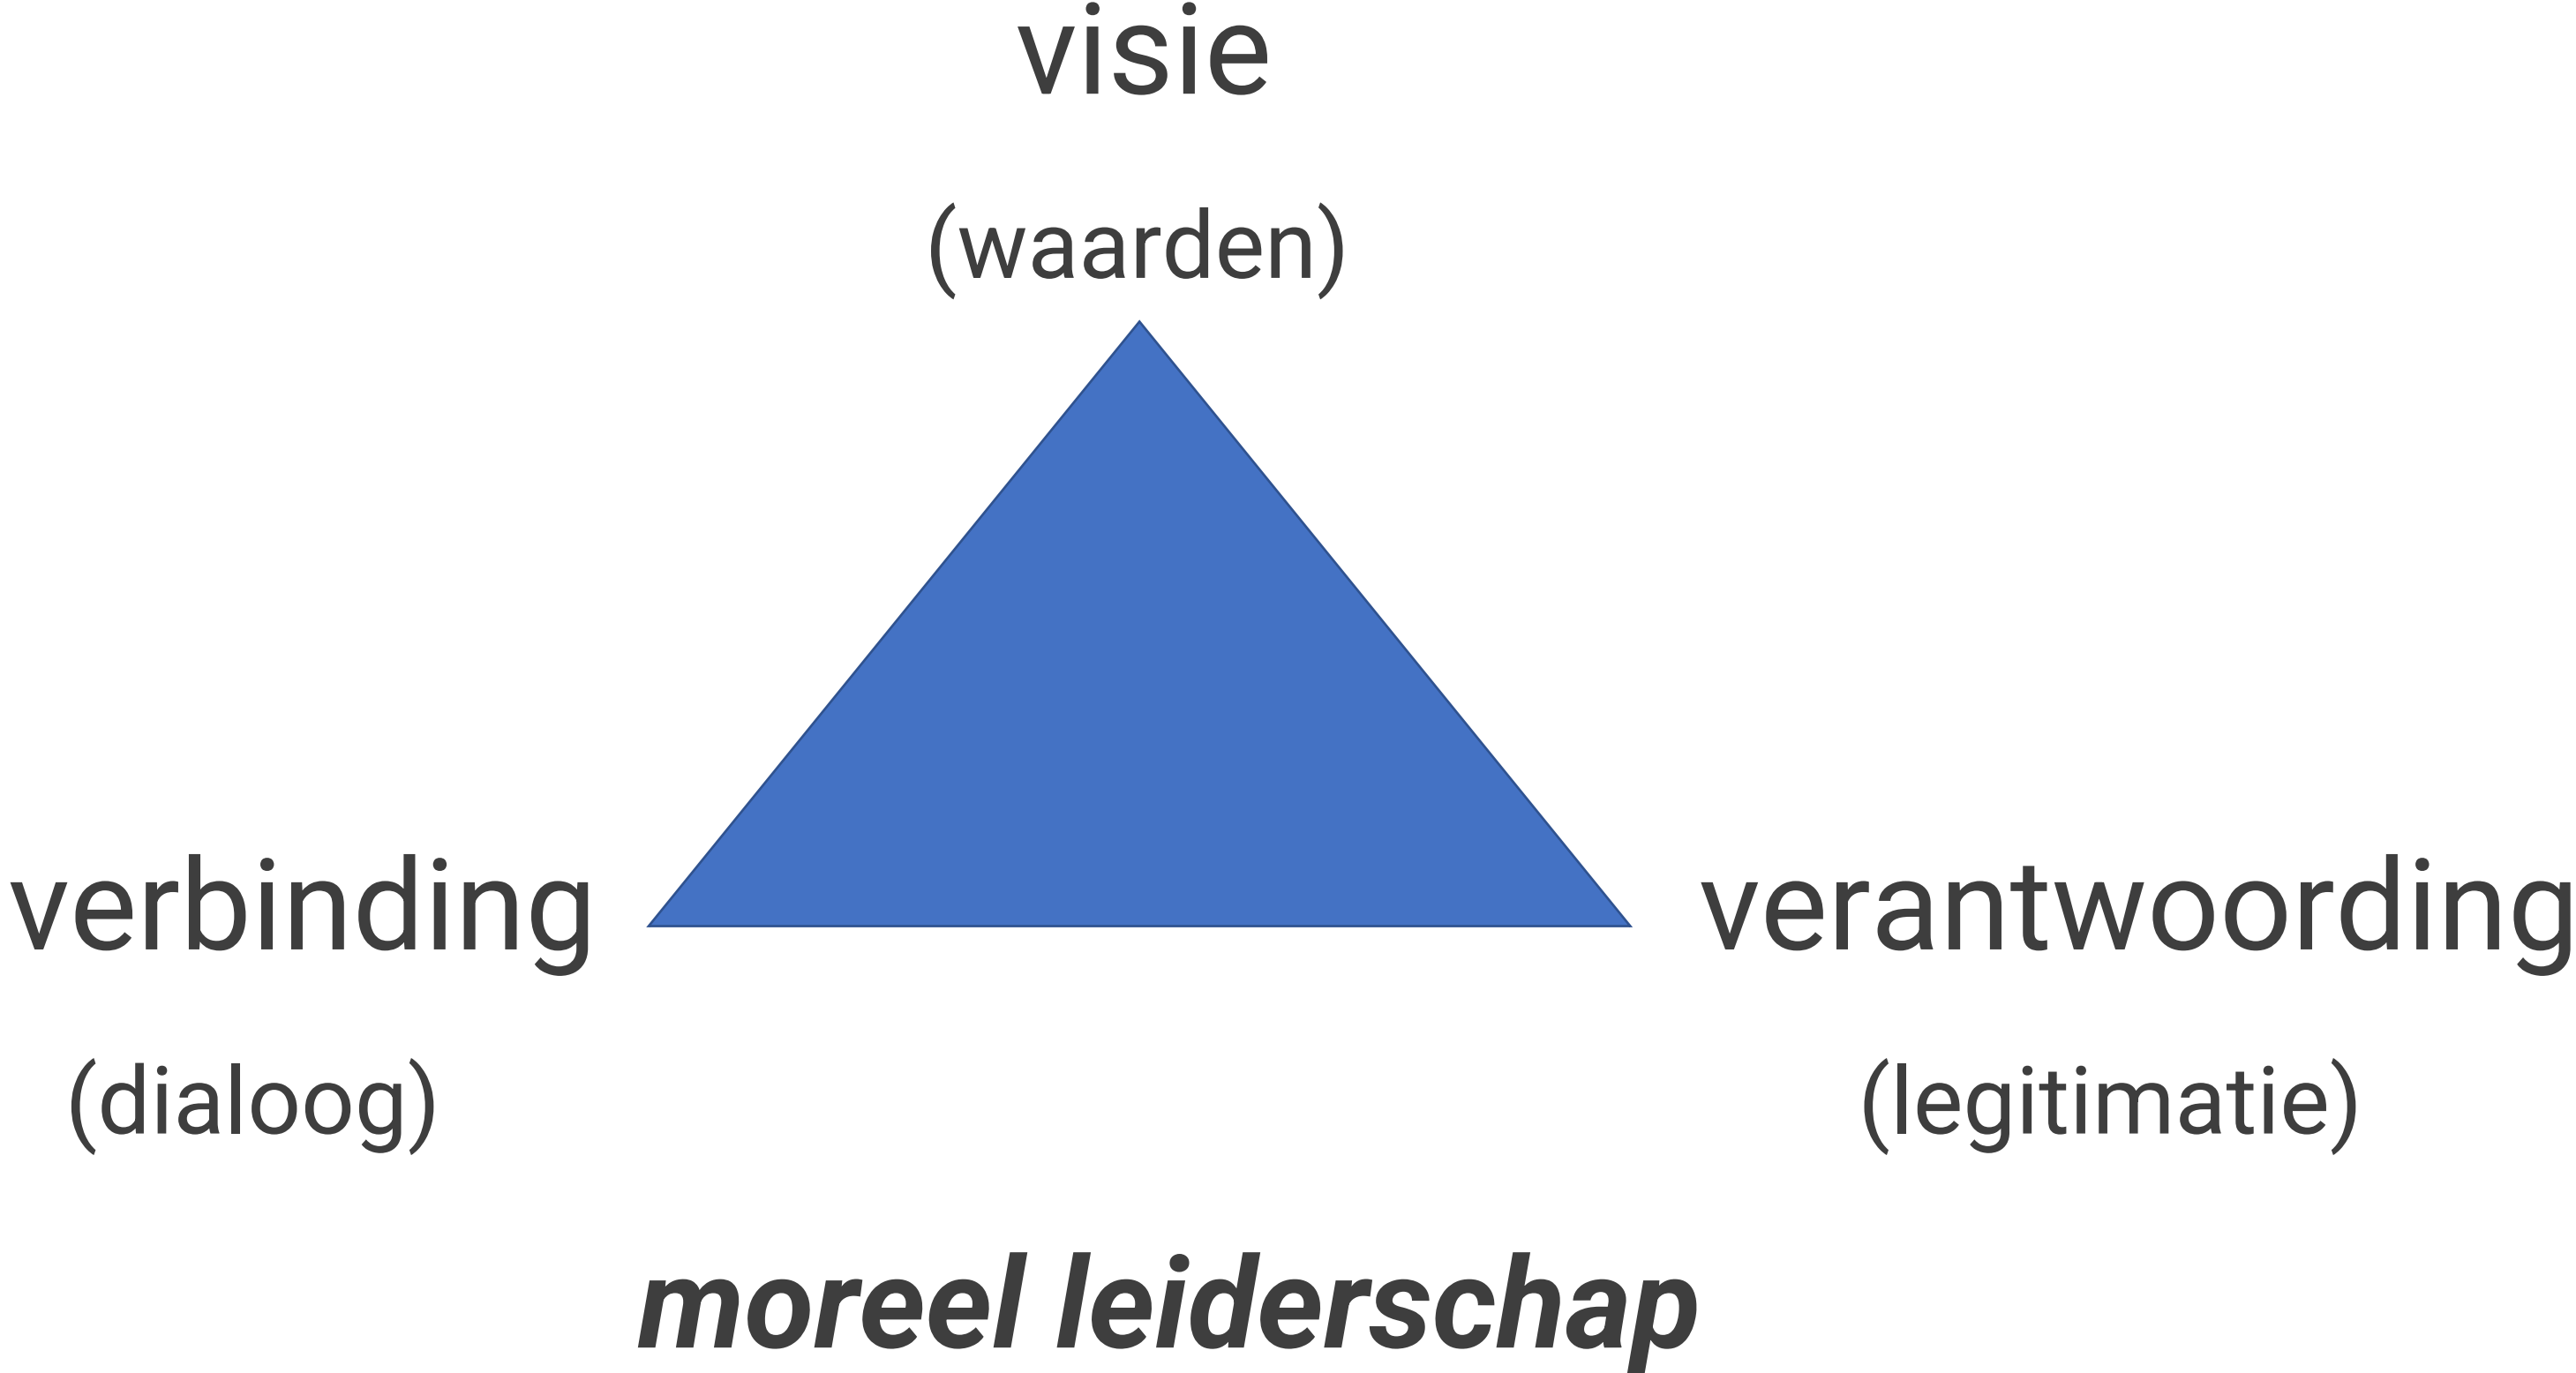 visie
(waarden)
verbinding
verantwoording
(dialoog)
(legitimatie)
moreel leiderschap